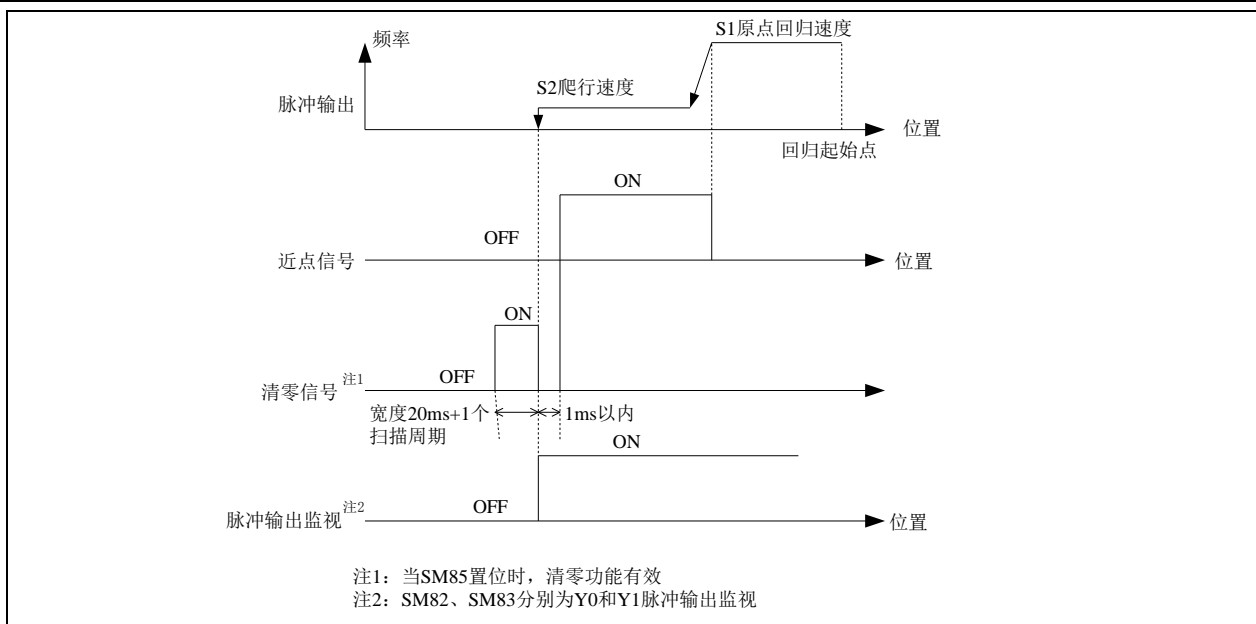 频率
S1原点回归速度
S2爬行速度
脉冲输出
位置
回归起始点
ON
OFF
近点信号
位置
ON
OFF
清零信号 注1
宽度20ms+1个
扫描周期
1ms以内
ON
OFF
脉冲输出监视 注2
位置
注1：当SM85置位时，清零功能有效
注2：SM82、SM83分别为Y0和Y1脉冲输出监视